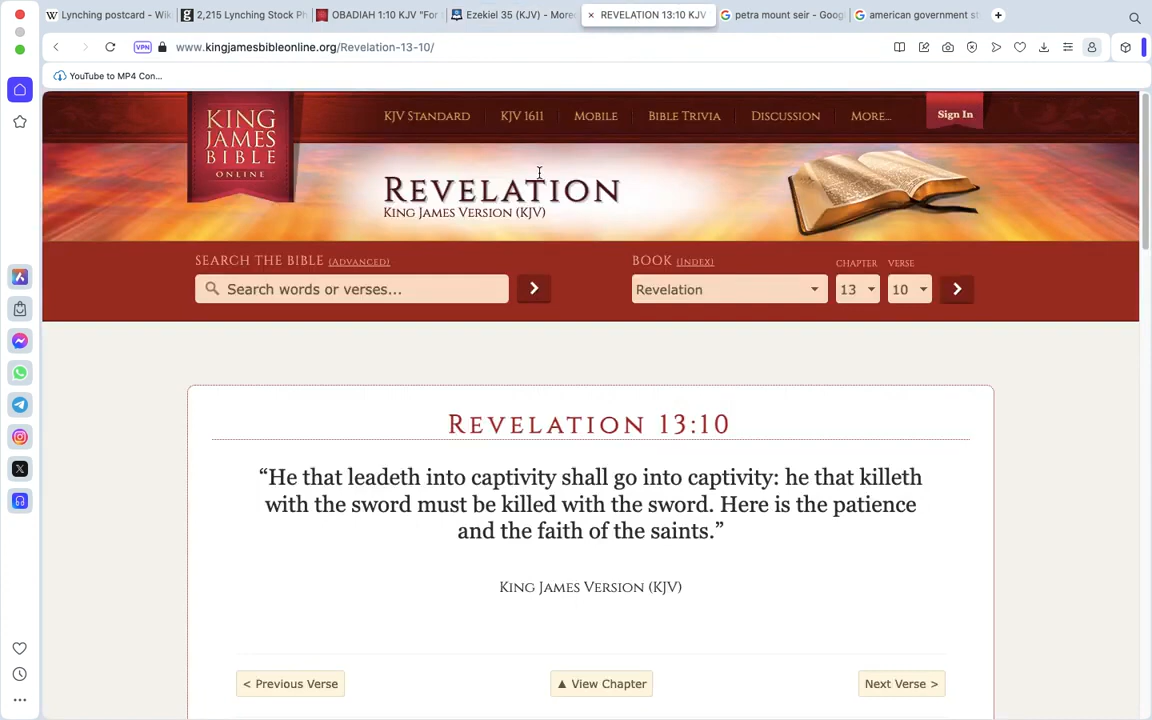 Lynching postcard - Wik
2,215 Lynching Stock Ph
OBADIAH 1:10 KJV "For
Ezekiel 35 (KJV) - More
REVELATION 13:10 KJV
petra mount seir - Goog
american government st
VPN
www.kingjamesbibleonline.org/Revelation-13-10/
YouTube to MP4 Con...
KING
JAMES
BIBLE
ONLINE
KJV STANDARD
KJV 1611
MOBILE
BIBLE TRIVIA
DISCUSSION
MORE...
Sign In
REVELATION
KING JAMES VERSION (KJV)
SEARCH THE BIBLE (ADVANCED)
BOOK (INDEX)
CHAPTER
VERSE
Search words or verses...
Revelation
13
10
REVELATION 13:10
“He that leadeth into captivity shall go into captivity: he that killeth
with the sword must be killed with the sword. Here is the patience
and the faith of the saints.”
KING JAMES VERSION (KJV)
< Previous Verse
▲ View Chapter
Next Verse >